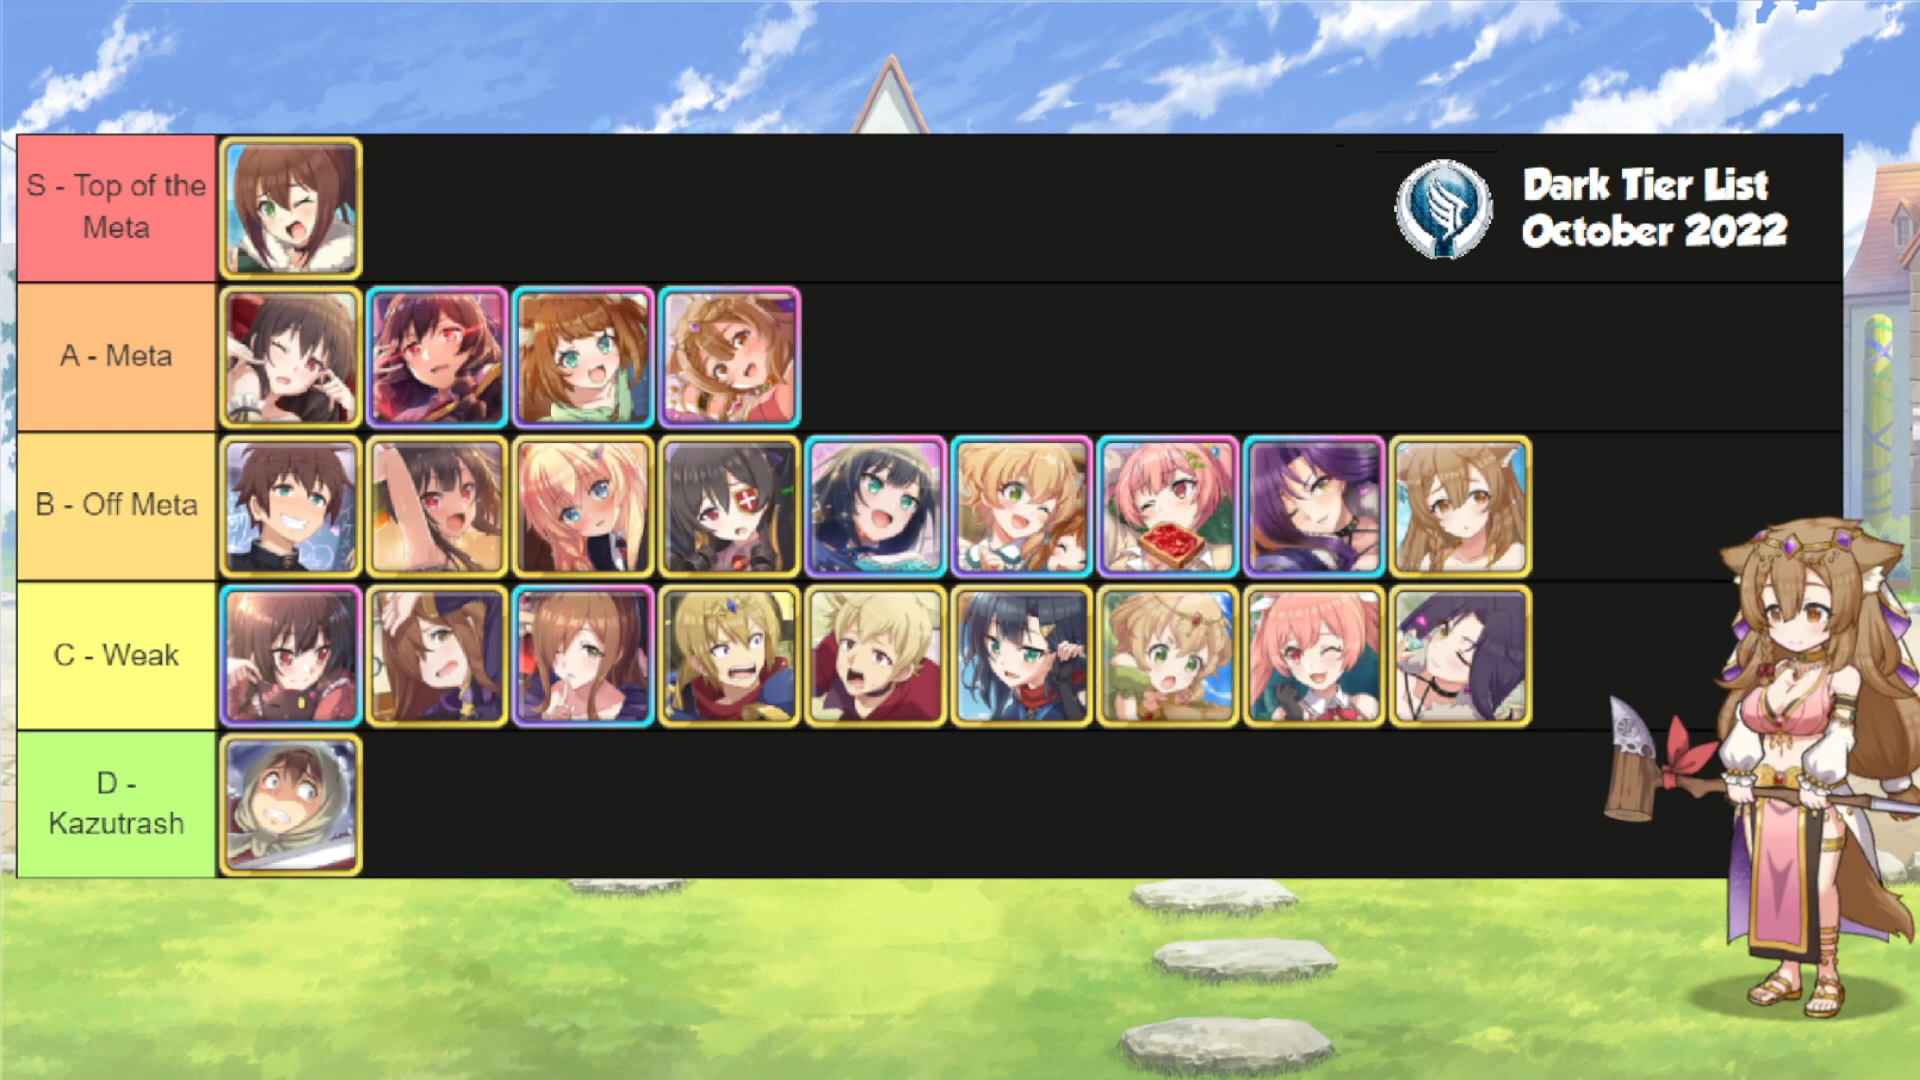 S - Top of the
Meta
Dark Tier List
October 2022
A - Meta
B - Off Meta
C - Weak
D -
Kazutrash